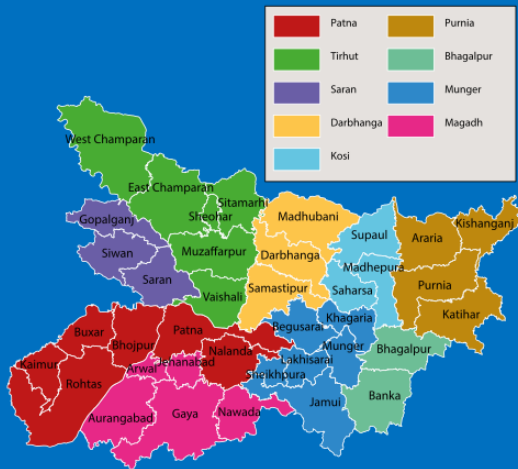 Patna
Purnia
Tirhut
Bhagalpur
Saran
Munger
Darbhanga
Magadh
Kosi
West Champaran
East Champaran
Sitamarhi
Sheohar
Gopalganj
Siwan
Saran
Muzaffarpur
Vaishali
Madhubani
Darbhanga
Samastipur
Supaul
Madhepura
Saharsa
Araria
Kishanganj
Purnia
Katihar
Buxar
Bhojpur
Patna
Nalanda
Kaimur
Rohtas
Arwal
Jehanabad
Aurangabad
Gaya
Nawada
Begusarai
Khagaria
Munger
Lakhisarai
Sheikhpura
Jamui
Bhagalpur
Banka